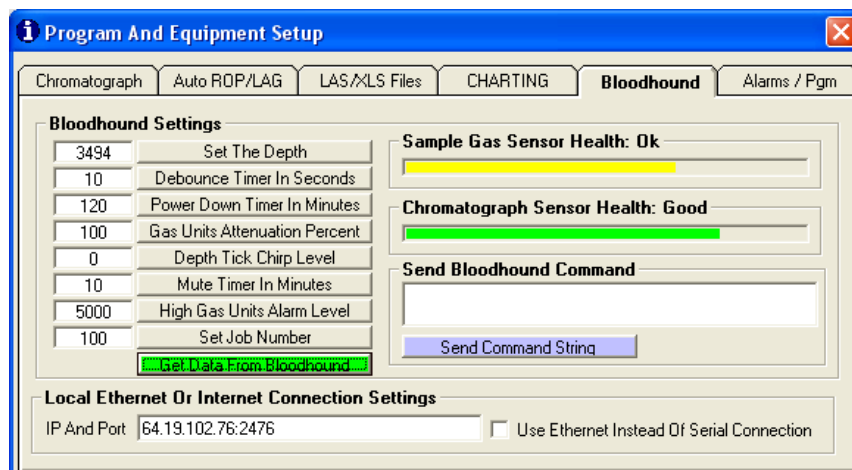 Program And Equipment Setup
Chromatograph Auto ROP/LAG LAS/XLS Files CHARTING Bloodhound Alarms / Pgm
Bloodhound Settings
3494 Set The Depth
10 Debounce Timer In Seconds
120 Power Down Timer In Minutes
100 Gas Units Attenuation Percent
0 Depth Tick Chirp Level
10 Mute Timer In Minutes
5000 High Gas Units Alarm Level
100 Set Job Number
Get Data From Bloodhound
Sample Gas Sensor Health: Ok
Chromatograph Sensor Health: Good
Send Bloodhound Command
Send Command String
Local Ethernet Or Internet Connection Settings
IP And Port 64.19.102.76:2476 Use Ethernet Instead Of Serial Connection